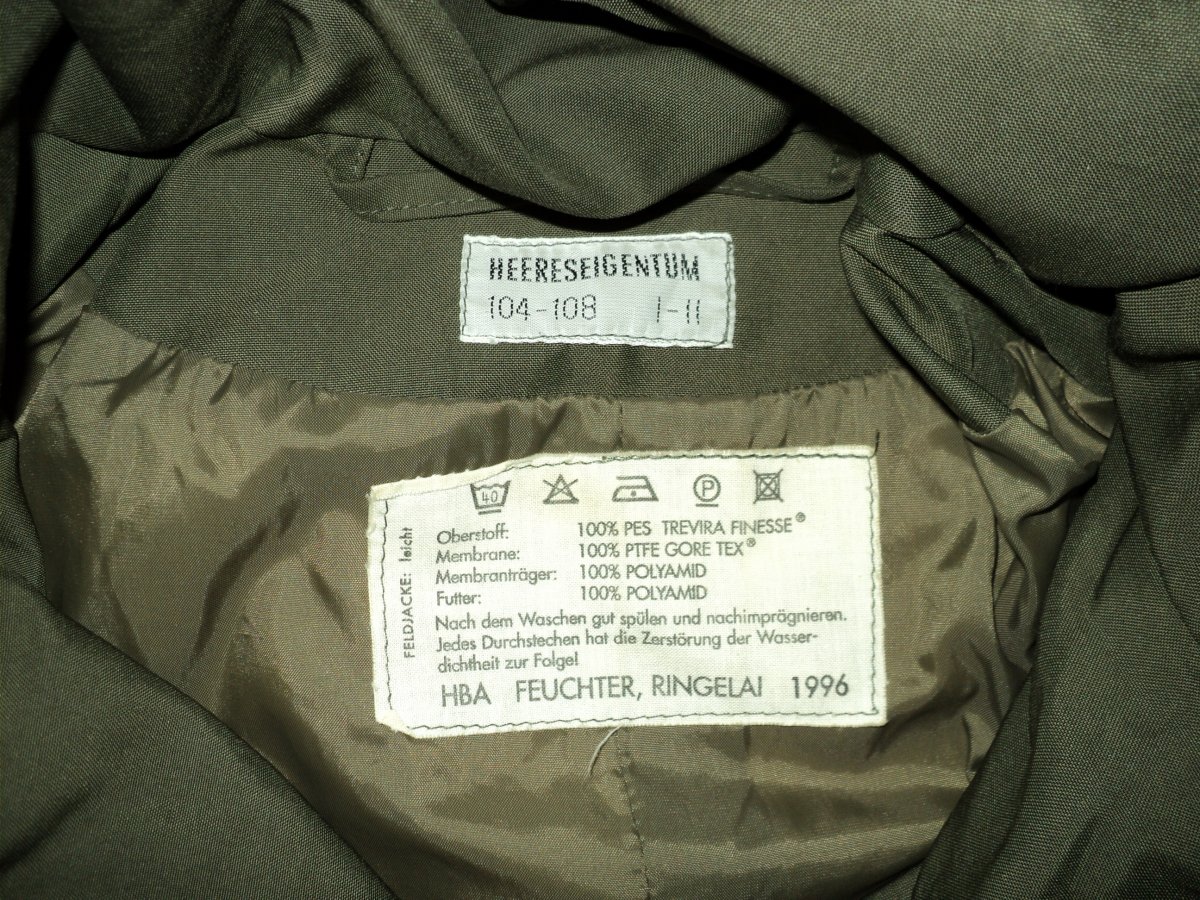 HEERESEIGENTUM
104-108 I-II
40 P
FELDJACKE: leicht
Oberstoff: 100% PES TREVIRA FINESSE®
Membrane: 100% PTFE GORE TEX®
Membranträger: 100% POLYAMID
Futter: 100% POLYAMID
Nach dem Waschen gut spülen und nachimprägnieren.
Jedes Durchstechen hat die Zerstörung der Wasser-
dichtheit zur Folge!
HBA FEUCHTER, RINGELAI 1996